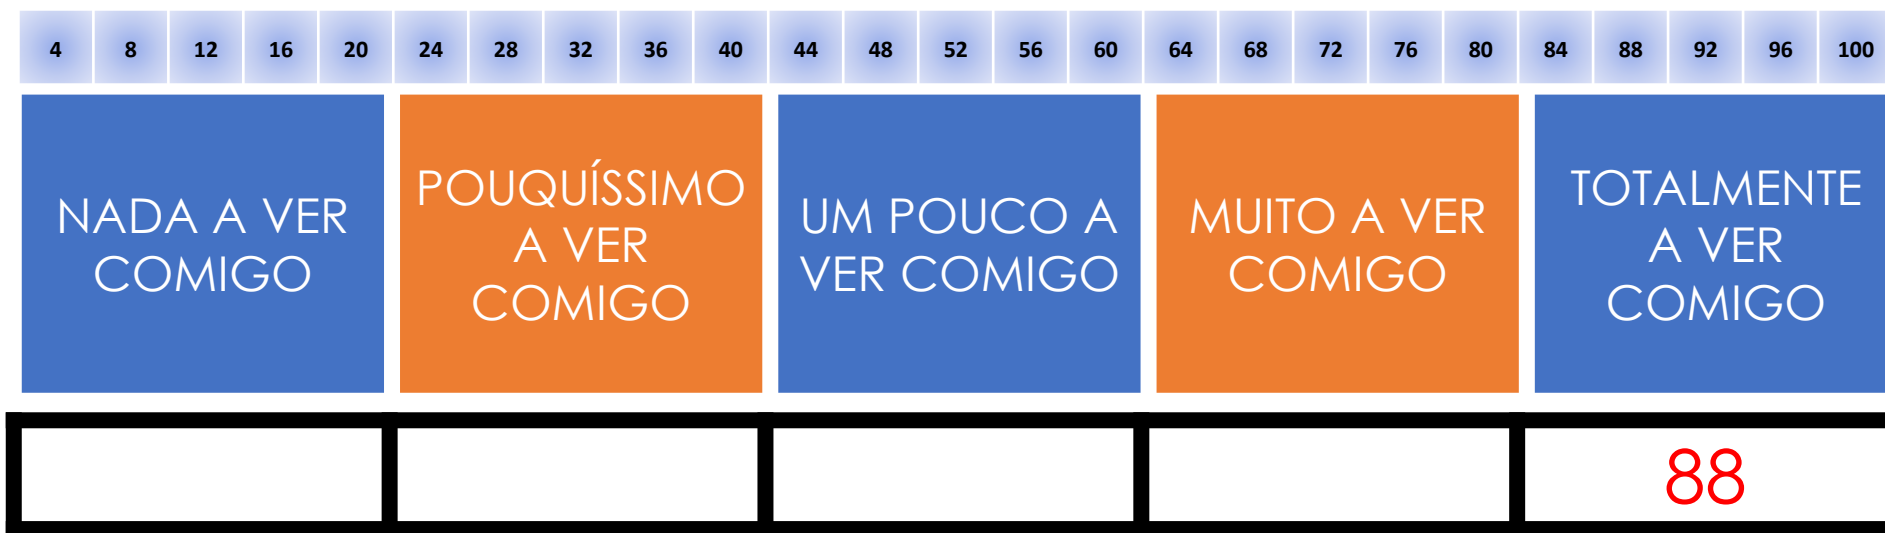 4 8 12 16 20 24 28 32 36 40 44 48 52 56 60 64 68 72 76 80 84 88 92 96 100
NADA A VER
COMIGO
POUQUÍSSIMO
A VER
COMIGO
UM POUCO A
VER COMIGO
MUITO A VER
COMIGO
TOTALMENTE
A VER
COMIGO
88